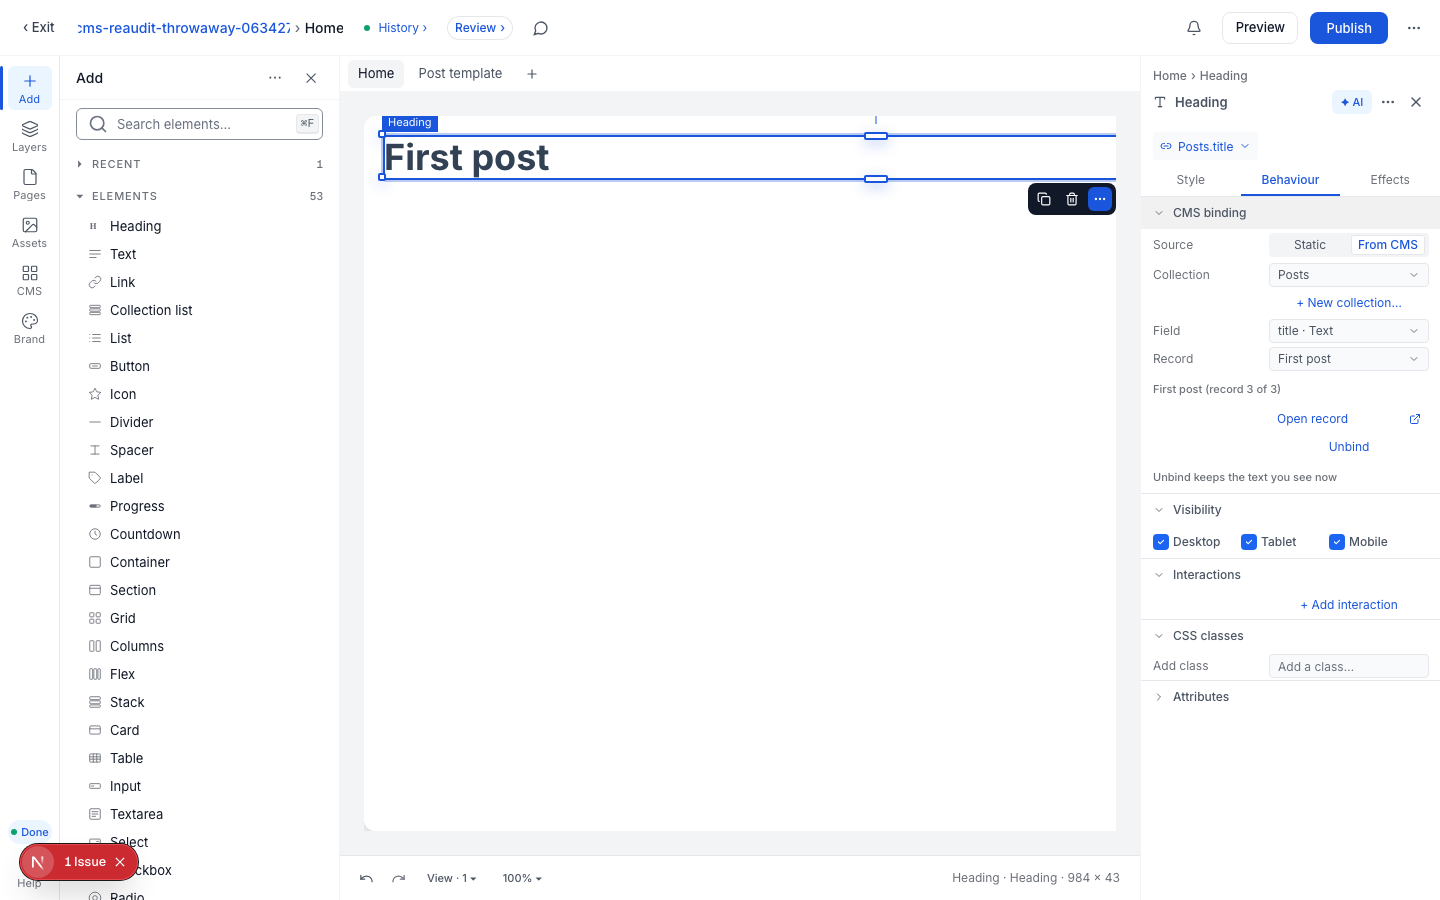 ‹ Exit
cms-reaudit-throwaway-063427 › Home
History ›
Review ›
Preview
Publish
Add
Layers
Pages
Assets
CMS
Brand
Done
Help
1 Issue
Add
Search elements...
⌘F
RECENT 1
ELEMENTS 53
Heading
Text
Link
Collection list
List
Button
Icon
Divider
Spacer
Label
Progress
Countdown
Container
Section
Grid
Columns
Flex
Stack
Card
Table
Input
Textarea
Select
ckbox
Radio
Home
Post template
Heading
First post
View · 1
100%
Heading · Heading · 984 × 43
Home › Heading
Heading
AI
Posts.title
Style
Behaviour
Effects
CMS binding
Source
Static
From CMS
Collection
Posts
+ New collection...
Field
title · Text
Record
First post
First post (record 3 of 3)
Open record
Unbind
Unbind keeps the text you see now
Visibility
Desktop
Tablet
Mobile
Interactions
+ Add interaction
CSS classes
Add class
Add a class...
Attributes